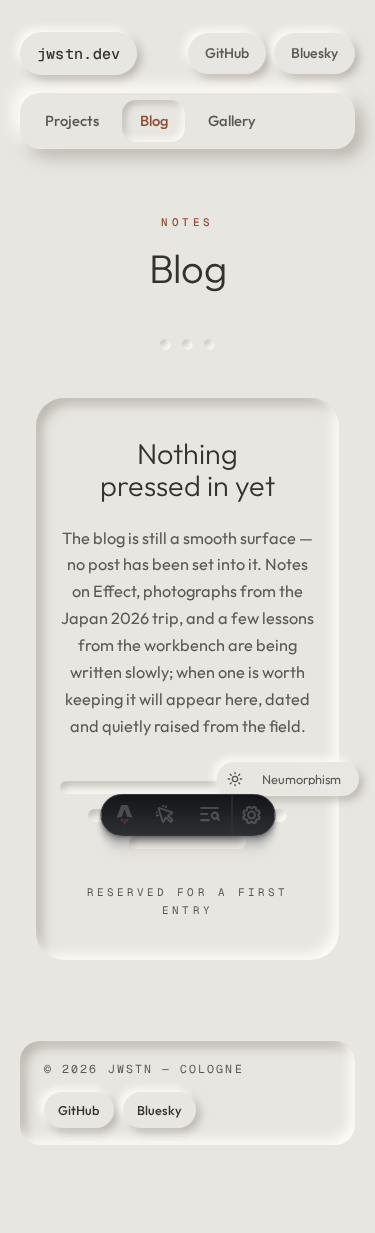 jwstn.dev GitHub Bluesky
Projects Blog Gallery
NOTES
Blog
Nothing
pressed in yet
The blog is still a smooth surface —
no post has been set into it. Notes
on Effect, photographs from the
Japan 2026 trip, and a few lessons
from the workbench are being
written slowly; when one is worth
keeping it will appear here, dated
and quietly raised from the field.
Neumorphism
RESERVED FOR A FIRST
ENTRY
© 2026 JWSTN — COLOGNE
GitHub Bluesky